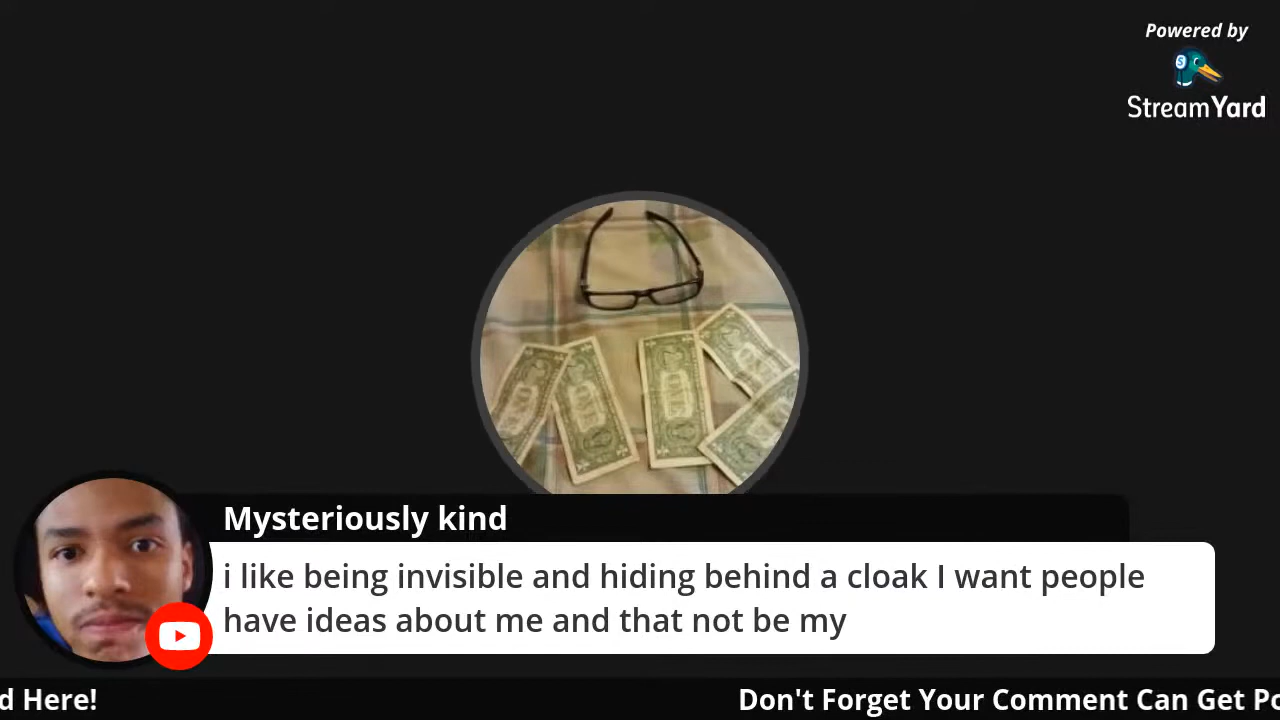 Powered by
StreamYard
Mysteriously kind
i like being invisible and hiding behind a cloak I want people
have ideas about me and that not be my
d Here!
Don't Forget Your Comment Can Get Po